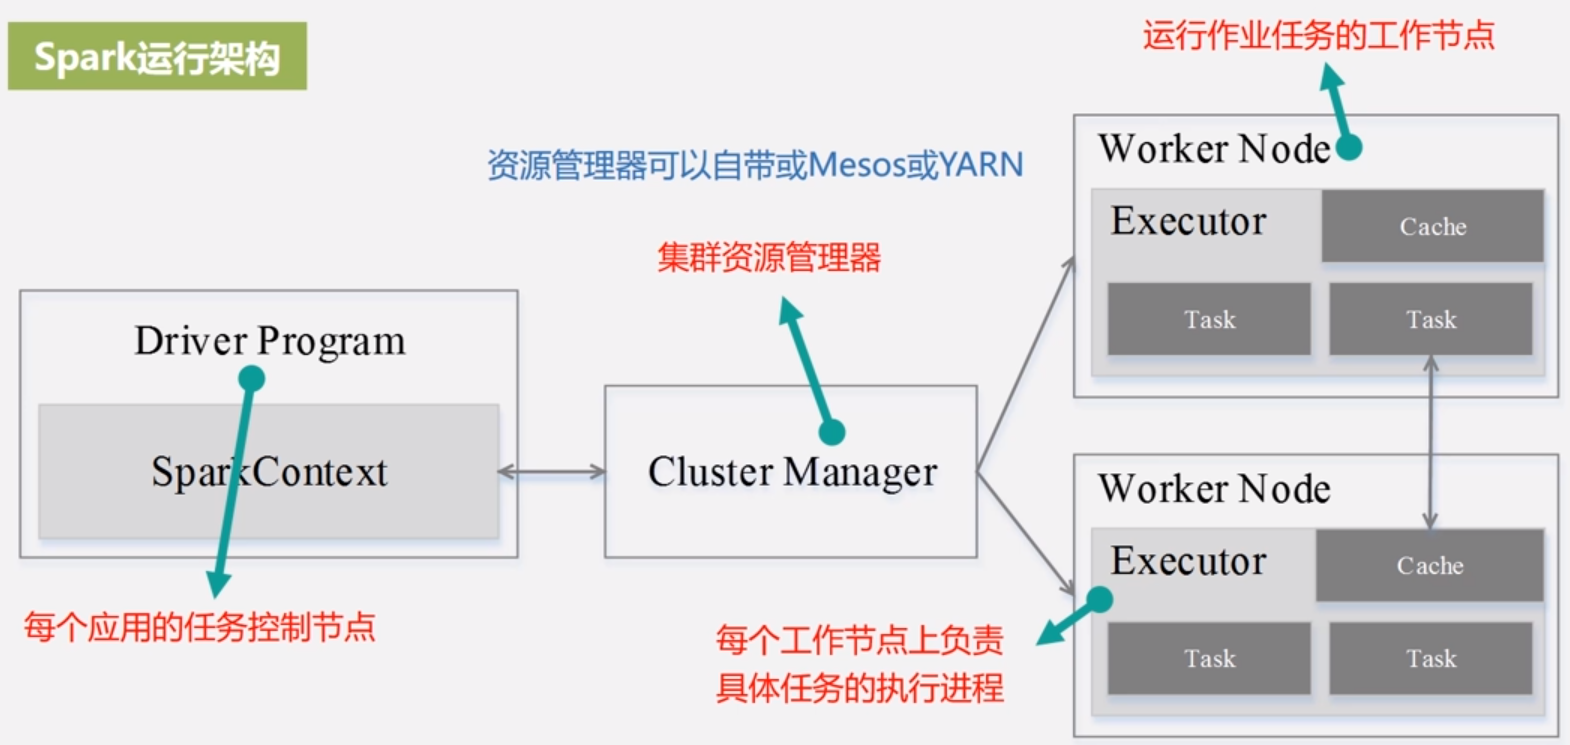 Spark运行架构
运行作业任务的工作节点
资源管理器可以自带或Mesos或YARN
集群资源管理器
Driver Program
SparkContext
每个应用的任务控制节点
Cluster Manager
Worker Node
Executor
Cache
Task
Task
Worker Node
Executor
Cache
Task
Task
每个工作节点上负责
具体任务的执行进程